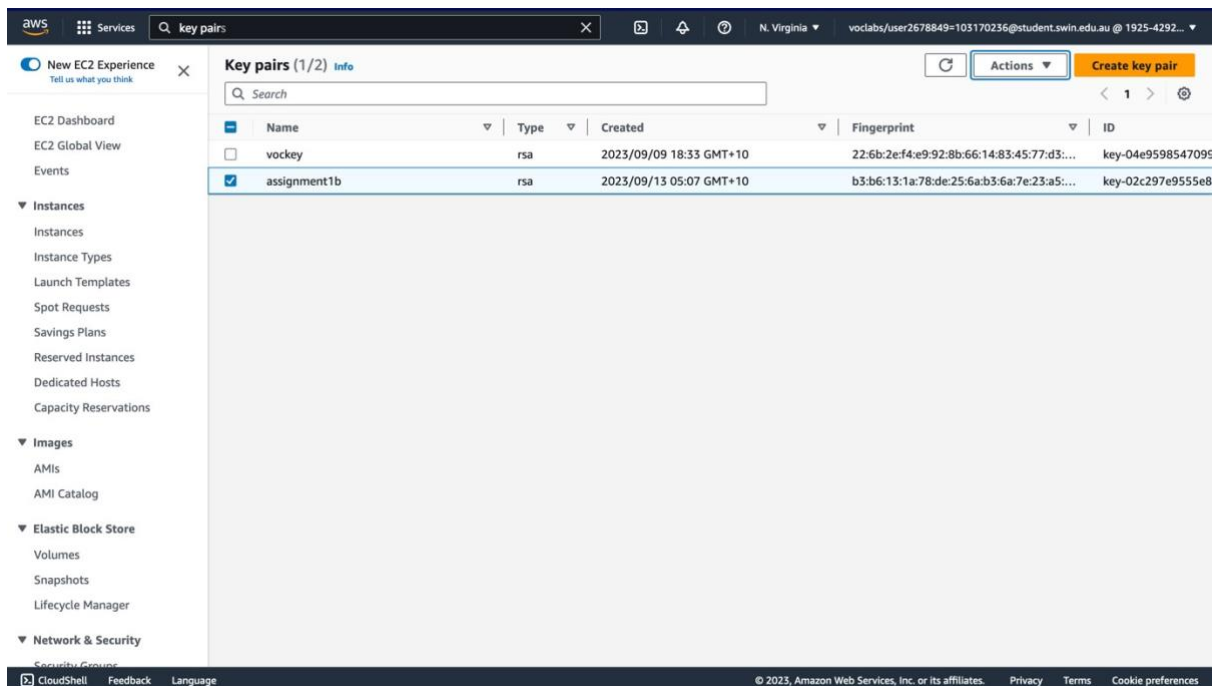 aws Services key pairs N. Virginia ▼ voclabs/user2678849=103170236@student.swin.edu.au @ 1925-4292... ▼
New EC2 Experience
Tell us what you think
EC2 Dashboard
EC2 Global View
Events
▼ Instances
Instances
Instance Types
Launch Templates
Spot Requests
Savings Plans
Reserved Instances
Dedicated Hosts
Capacity Reservations
▼ Images
AMIs
AMI Catalog
▼ Elastic Block Store
Volumes
Snapshots
Lifecycle Manager
▼ Network & Security
Security Groups
Key pairs (1/2) Info
Actions ▼ Create key pair
Search
< 1 >
Name Type Created Fingerprint ID
vockey rsa 2023/09/09 18:33 GMT+10 22:6b:2e:f4:e9:92:8b:66:14:83:45:77:d3:... key-04e9598547099
assignment1b rsa 2023/09/13 05:07 GMT+10 b3:b6:13:1a:78:de:25:6a:b3:6a:7e:23:a5:... key-02c297e9555e8
CloudShell Feedback Language © 2023, Amazon Web Services, Inc. or its affiliates. Privacy Terms Cookie preferences